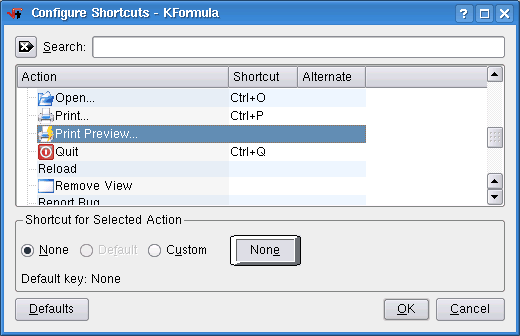 Configure Shortcuts - KFormula
Search:
Action Shortcut Alternate
Open... Ctrl+O
Print... Ctrl+P
Print Preview...
Quit Ctrl+Q
Reload
Remove View
Report Bug
Shortcut for Selected Action
None Default Custom None
Default key: None
Defaults OK Cancel